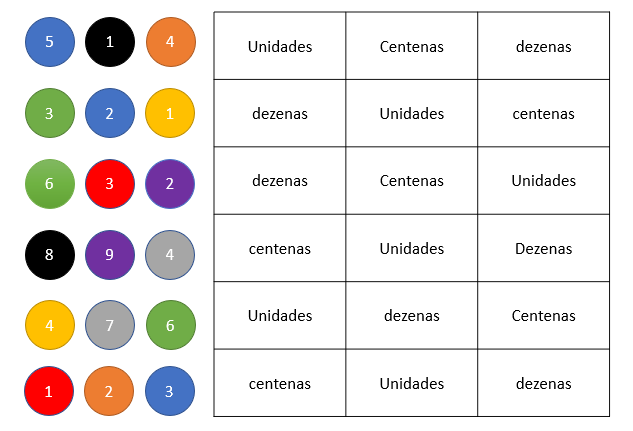 5 1 4 Unidades Centenas dezenas
3 2 1 dezenas Unidades centenas
6 3 2 dezenas Centenas Unidades
8 9 4 centenas Unidades Dezenas
4 7 6 Unidades dezenas Centenas
1 2 3 centenas Unidades dezenas